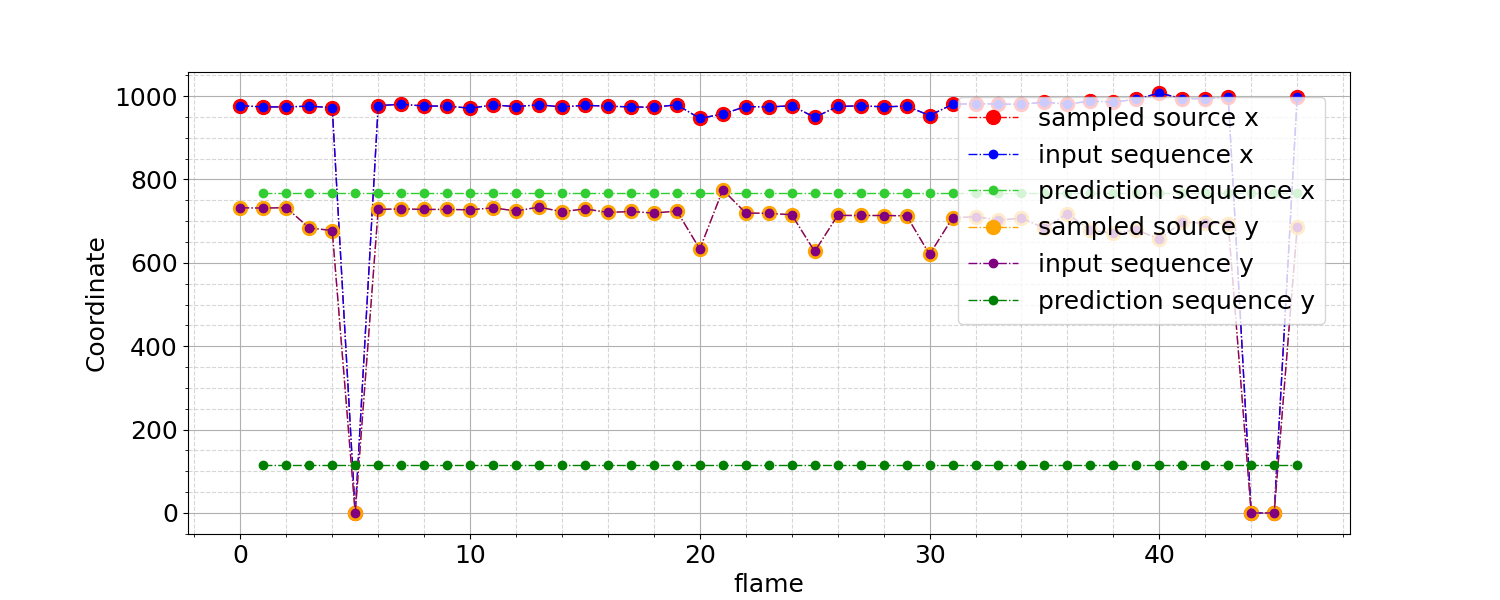 1000
800
600
400
200
0
Coordinate
sampled source x
input sequence x
prediction sequence x
sampled source y
input sequence y
prediction sequence y
0 10 20 30 40
flame